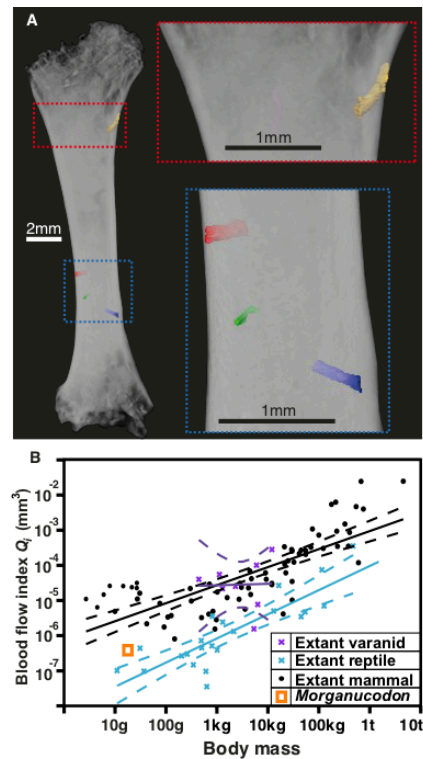 A
1mm
2mm
1mm
B
Blood flow index Qi (mm³)
10-2
10-3
10-4
10-5
10-6
10-7
Extant varanid
Extant reptile
Extant mammal
Morganucodon
10g 100g 1kg 10kg 100kg 1t 10t
Body mass